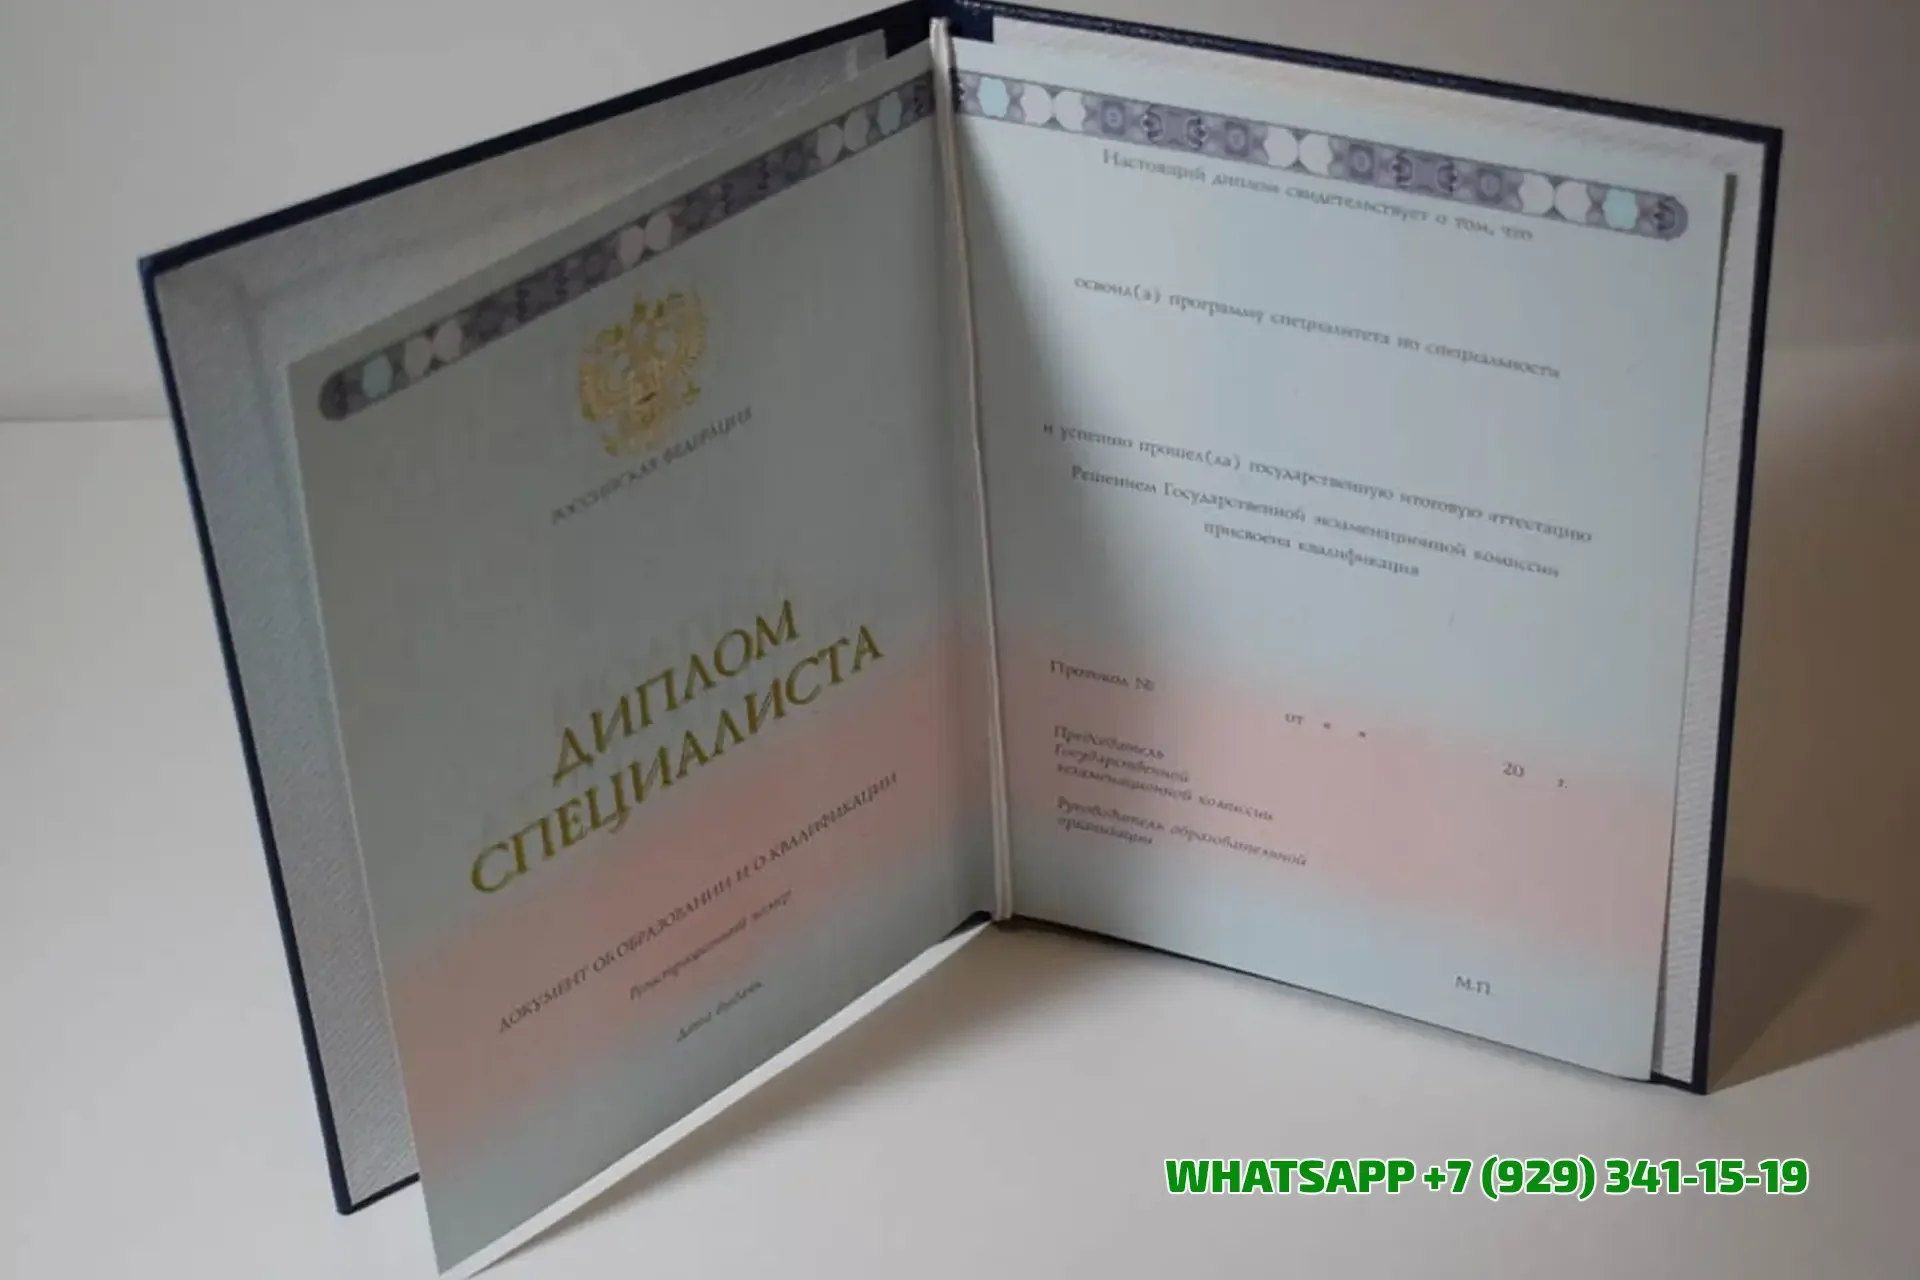 РОССИЙСКАЯ ФЕДЕРАЦИЯ
ДИПЛОМ
СПЕЦИАЛИСТА
ДОКУМЕНТ ОБ ОБРАЗОВАНИИ И О КВАЛИФИКАЦИИ
Регистрационный номер
Дата выдачи
Настоящий диплом свидетельствует о том, что
освоил(а) программу специалитета по специальности
и успешно прошел(ла) государственную итоговую аттестацию
Решением Государственной экзаменационной комиссии
присвоена квалификация
Протокол №
от « » 20 г.
Председатель
Государственной
экзаменационной комиссии
Руководитель образовательной
организации
М.П.
WHATSAPP +7 (929) 341-15-19